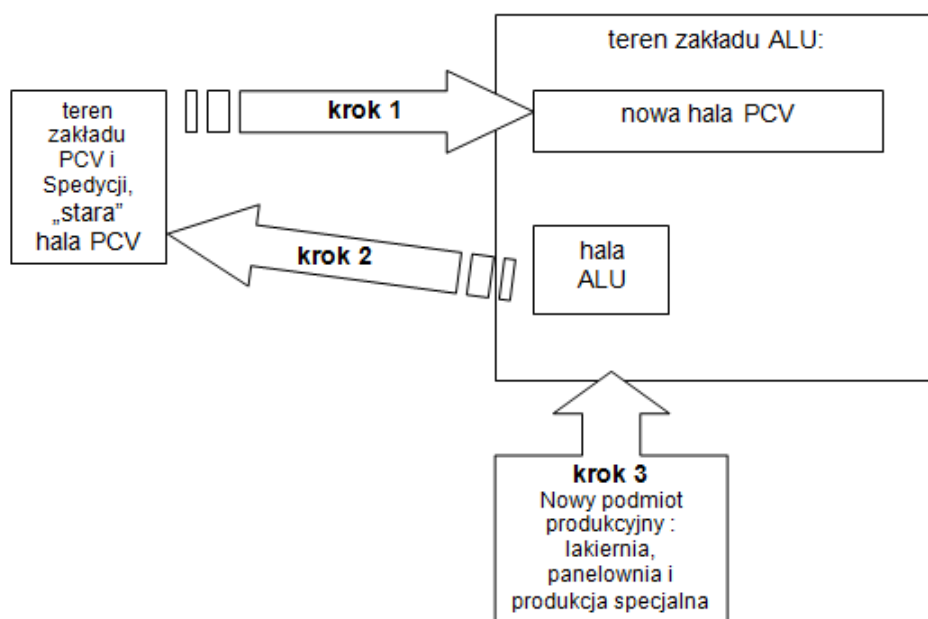 teren zakładu ALU:
teren
zakładu
PCV i
Spedycji,
„stara”
hala PCV
krok 1
nowa hala PCV
krok 2
hala
ALU
krok 3
Nowy podmiot
produkcyjny :
lakiernia,
panelownia i
produkcja specjalna